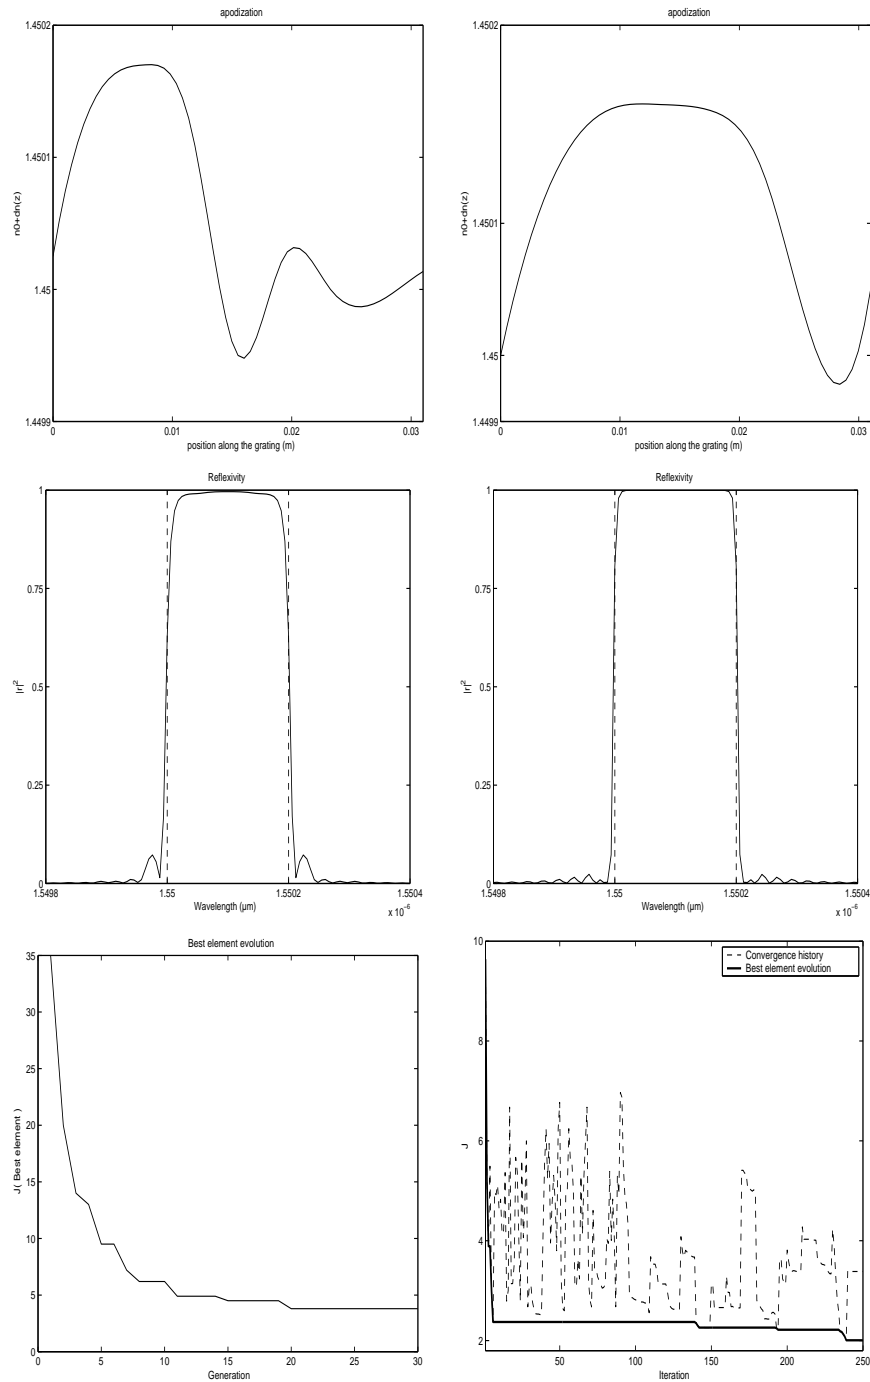 apodization
1.4502
1.4501
1.45
1.4499
n0+dn(z)
0
0.01
0.02
0.03
position along the grating (m)
apodization
1.4502
1.4501
1.45
1.4499
n0+dn(z)
0
0.01
0.02
0.03
position along the grating (m)
Reflexivity
1
0.75
0.5
0.25
0
|r|²
1.5498
1.55
1.5502
1.5504
Wavelength (μm)
x 10⁻⁶
Reflexivity
1
0.75
0.5
0.25
0
|r|²
1.5498
1.55
1.5502
1.5504
Wavelength (μm)
x 10⁻⁶
Best element evolution
35
30
25
20
15
10
5
0
J( Best element )
0
5
10
15
20
25
30
Generation
10
8
6
4
2
J
Convergence history
Best element evolution
50
100
150
200
250
Iteration